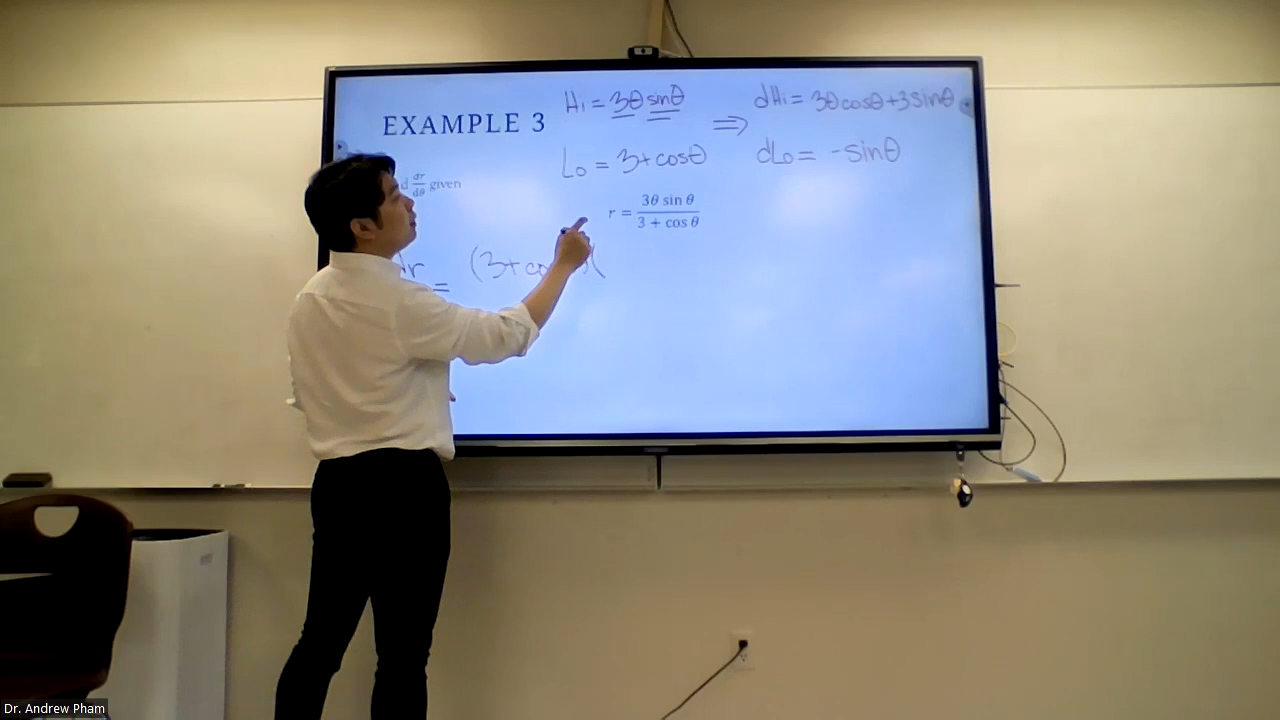 EXAMPLE 3
Hi = 3θ sinθ
⇒
dHi = 3θcosθ+3sinθ
Lo = 3+cosθ
dLo = -sinθ
d dr/dθ given
r = 3θ sin θ / 3 + cos θ
dr = (3+co )(
Dr. Andrew Pham